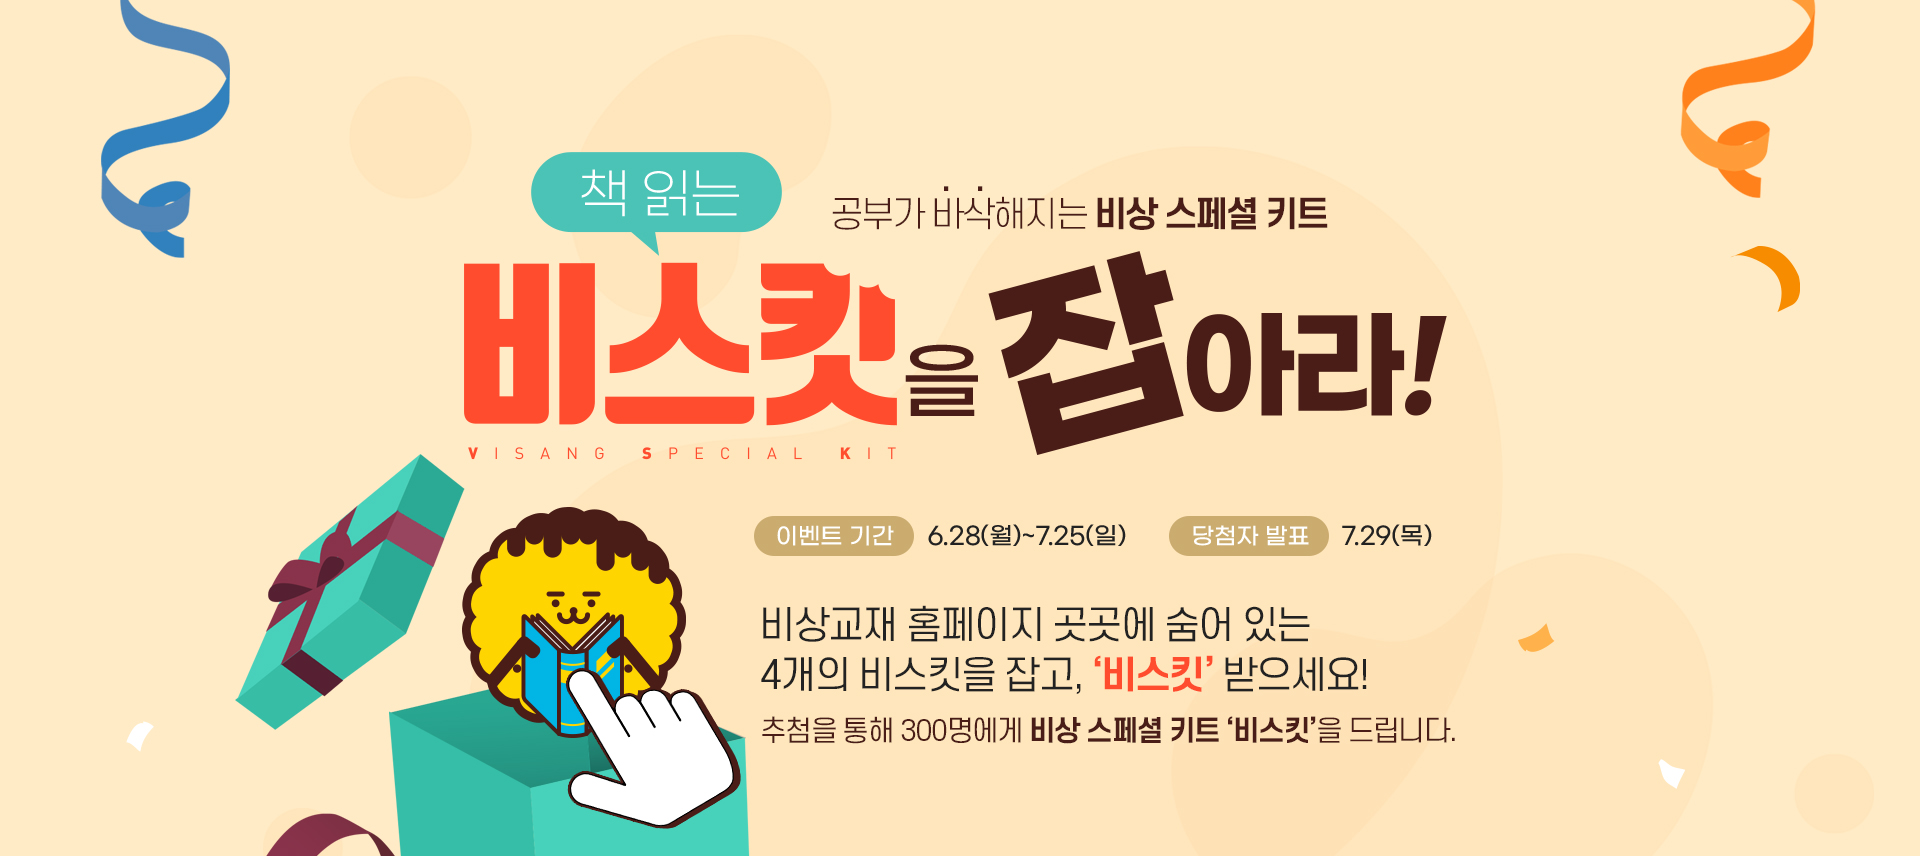 책 읽는
공부가 바삭해지는 비상 스페셜 키트
비스킷을 잡아라!
VISANG SPECIAL KIT
이벤트 기간 6.28(월)~7.25(일) 당첨자 발표 7.29(목)
비상교재 홈페이지 곳곳에 숨어 있는
4개의 비스킷을 잡고, ‘비스킷’ 받으세요!
추첨을 통해 300명에게 비상 스페셜 키트 ‘비스킷’을 드립니다.